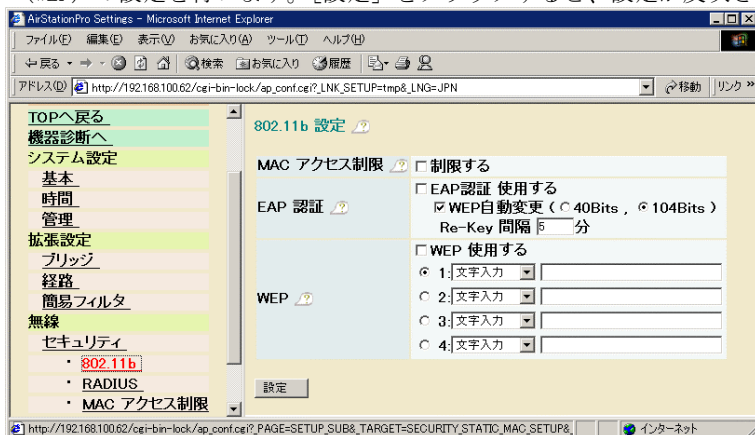 AirStationPro Settings - Microsoft Internet Explorer
ファイル(F) 編集(E) 表示(V) お気に入り(A) ツール(T) ヘルプ(H)
戻る 検索 お気に入り 履歴
アドレス(D) http://192.168.100.62/cgi-bin-lock/ap_conf.cgi?_LNK_SETUP=tmp&_LNG=JPN 移動 リンク »
TOPへ戻る
機器診断へ
システム設定
基本
時間
管理
拡張設定
ブリッジ
経路
簡易フィルタ
無線
セキュリティ
・ 802.11b
・ RADIUS
・ MAC アクセス制限
802.11b 設定
MAC アクセス制限 制限する
EAP 認証 EAP認証 使用する
WEP自動変更 ( 40Bits , 104Bits )
Re-Key 間隔 5 分
WEP WEP 使用する
1: 文字入力
2: 文字入力
3: 文字入力
4: 文字入力
設定
http://192.168.100.62/cgi-bin-lock/ap_conf.cgi?_PAGE=SETUP_SUB&_TARGET=SECURITY_STATIC_MAC_SETUP& インターネット